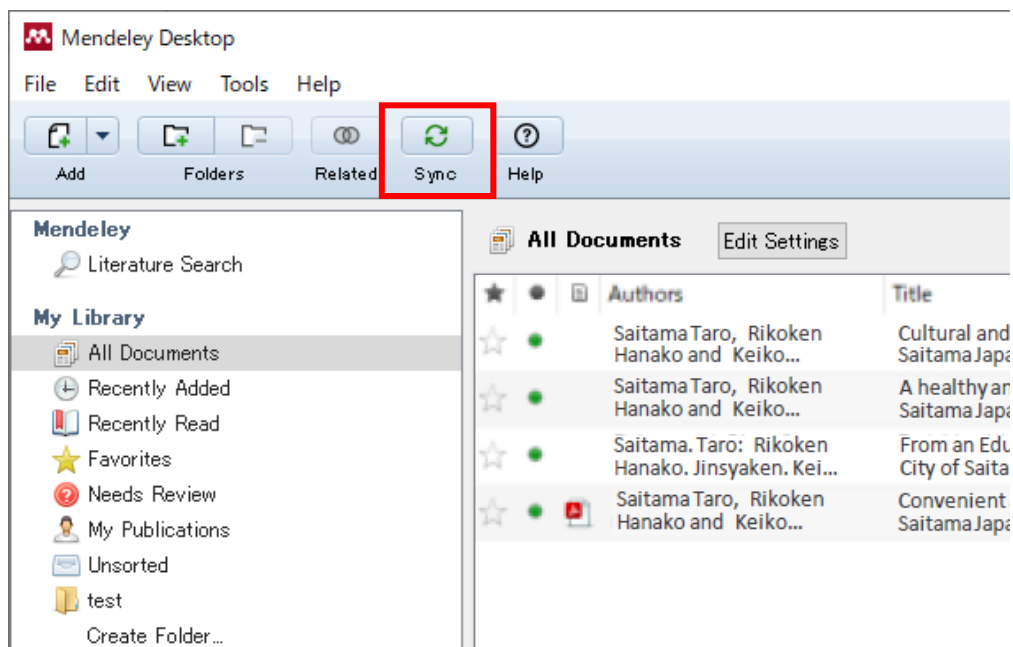 Mendeley Desktop
File Edit View Tools Help
Add Folders Related Sync Help
Mendeley
Literature Search
My Library
All Documents
Recently Added
Recently Read
Favorites
Needs Review
My Publications
Unsorted
test
Create Folder...
All Documents Edit Settings
Authors Title
Saitama Taro, Rikoken Cultural and
Hanako and Keiko... Saitama Japa
Saitama Taro, Rikoken A healthy an
Hanako and Keiko... Saitama Japa
Saitama. Taro: Rikoken From an Edu
Hanako. Jinsyaken. Kei... City of Saita
Saitama Taro, Rikoken Convenient
Hanako and Keiko... Saitama Japa